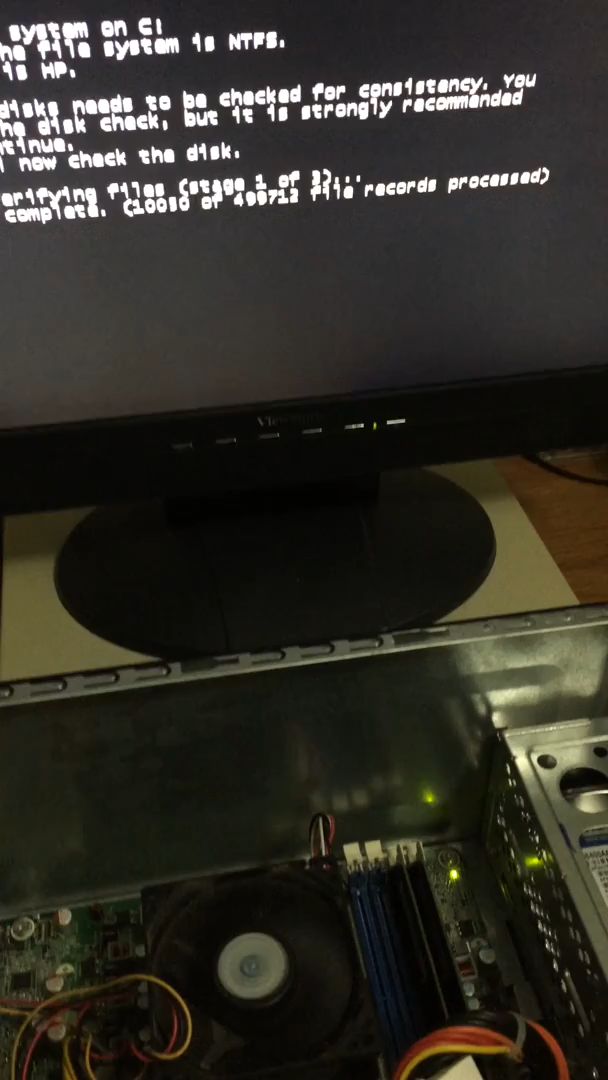 system on C:
he file system is NTFS.
is HP.
disks needs to be checked for consistency. You
he disk check, but it is strongly recommended
tinue.
now check the disk.
erifying files (stage 1 of 3)...
complete. (10050 of 499712 file records processed)